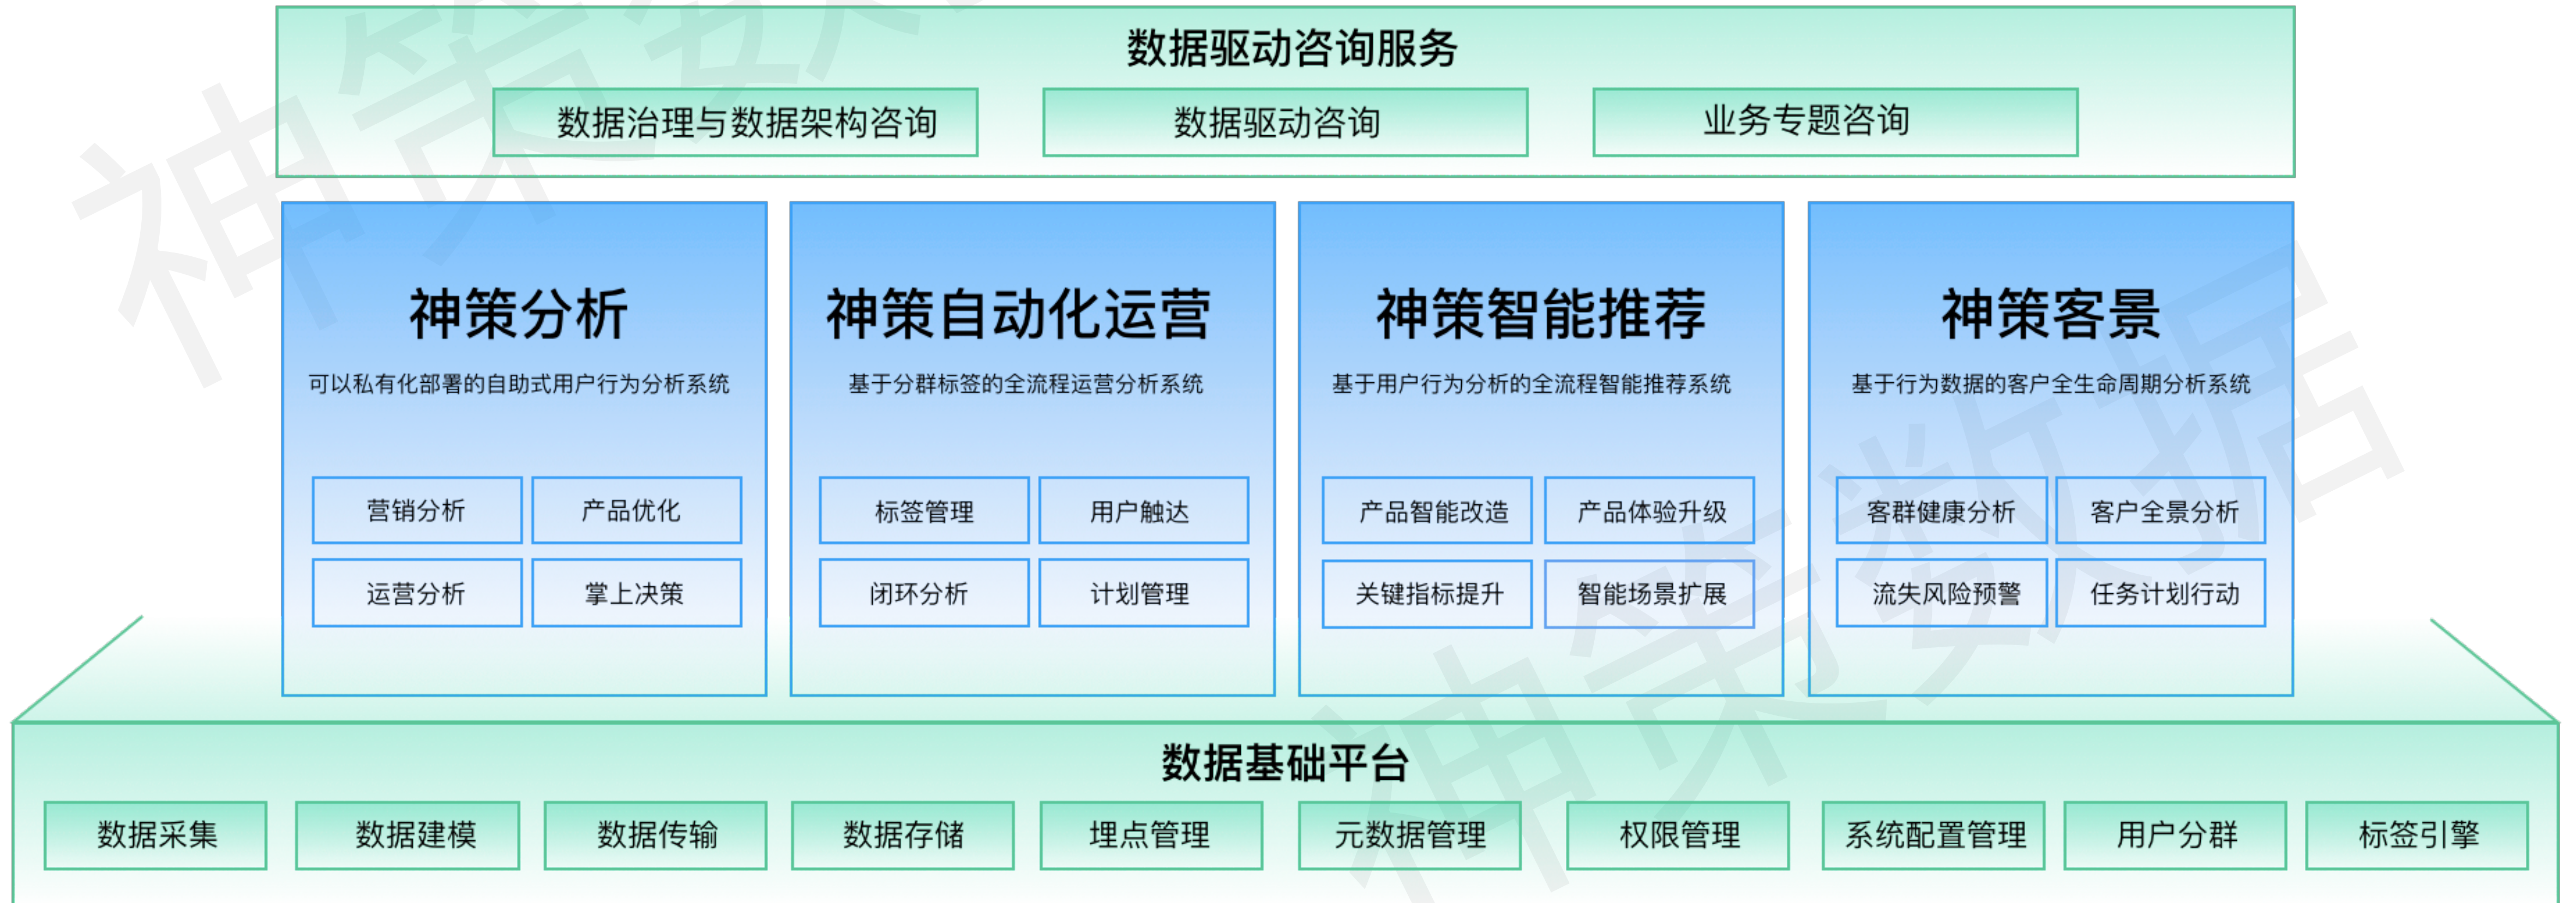 数据驱动咨询服务
数据治理与数据架构咨询
数据驱动咨询
业务专题咨询
神策分析
可以私有化部署的自助式用户行为分析系统
营销分析
产品优化
运营分析
掌上决策
神策自动化运营
基于分群标签的全流程运营分析系统
标签管理
用户触达
闭环分析
计划管理
神策智能推荐
基于用户行为分析的全流程智能推荐系统
产品智能改造
产品体验升级
关键指标提升
智能场景扩展
神策客景
基于行为数据的客户全生命周期分析系统
客群健康分析
客户全景分析
流失风险预警
任务计划行动
数据基础平台
数据采集
数据建模
数据传输
数据存储
埋点管理
元数据管理
权限管理
系统配置管理
用户分群
标签引擎
神策数
神策数据